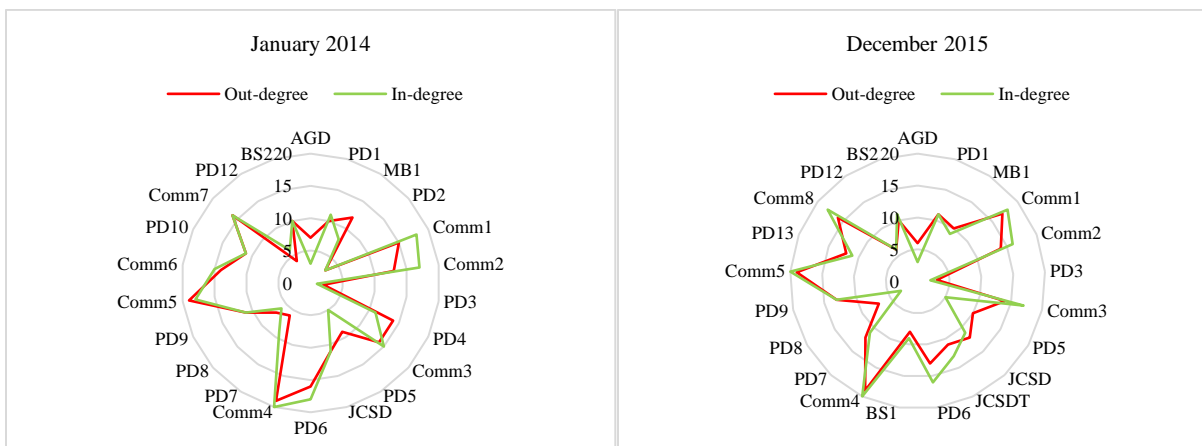 January 2014
Out-degree
In-degree
AGD
PD1
MB1
PD2
Comm1
Comm2
PD3
PD4
Comm3
PD5
JCSD
PD6
Comm4
PD7
PD8
PD9
Comm5
Comm6
PD10
Comm7
PD12
BS2
20
15
10
5
0
December 2015
Out-degree
In-degree
AGD
PD1
MB1
Comm1
Comm2
PD3
Comm3
PD5
JCSD
JCSDT
PD6
BS1
Comm4
PD7
PD8
PD9
Comm5
PD13
Comm8
PD12
BS2
20
15
10
5
0